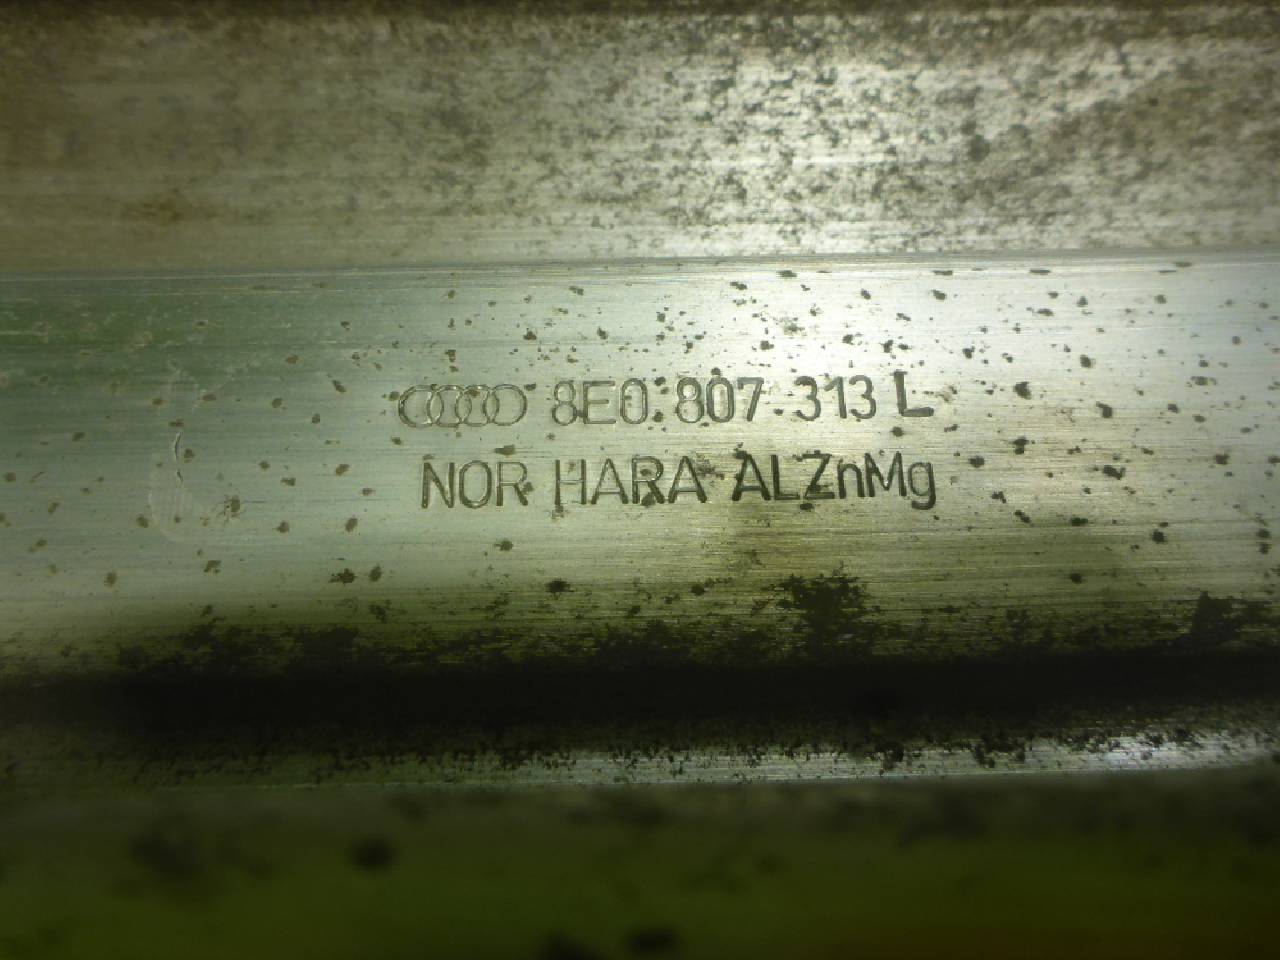 8E0.807.313 L
NOR HARA ALZnMg